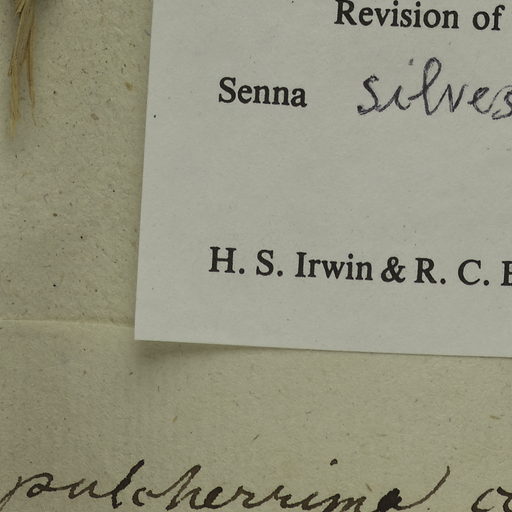 Revision of
Senna silves
H. S. Irwin & R. C. B
pulcherrima